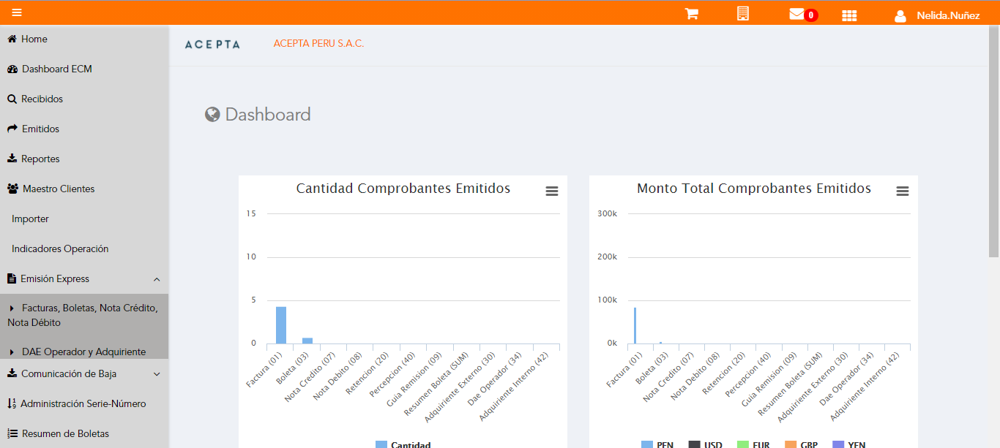 0
Nelida.Nuñez
Home
Dashboard ECM
Recibidos
Emitidos
Reportes
Maestro Clientes
Importer
Indicadores Operación
Emisión Express
Facturas, Boletas, Nota Crédito,
Nota Débito
DAE Operador y Adquiriente
Comunicación de Baja
Administración Serie-Número
Resumen de Boletas
ACEPTA
ACEPTA PERU S.A.C.
Dashboard
Cantidad Comprobantes Emitidos
15
10
5
0
Factura (01)
Boleta (03)
Nota Credito (07)
Nota Debito (08)
Retencion (20)
Percepcion (40)
Guia Remision (09)
Resumen Boleta (SUM)
Adquiriente Externo (30)
Dae Operador (34)
Adquiriente Interno (42)
Cantidad
Monto Total Comprobantes Emitidos
300k
200k
100k
0k
Factura (01)
Boleta (03)
Nota Credito (07)
Nota Debito (08)
Retencion (20)
Percepcion (40)
Guia Remision (09)
Resumen Boleta (SUM)
Adquiriente Externo (30)
Dae Operador (34)
Adquiriente Interno (42)
PEN USD EUR GBP YEN